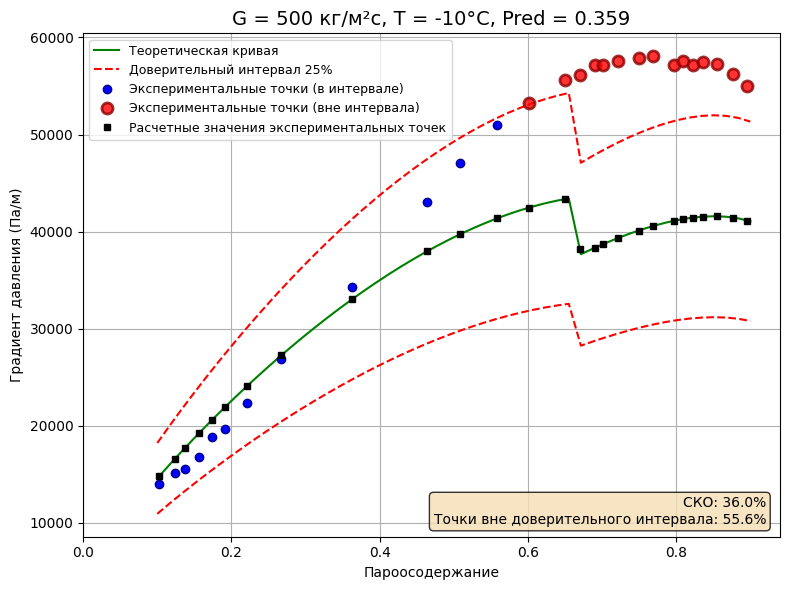 G = 500 кг/м²с, T = -10°C, Pred = 0.359
Теоретическая кривая
Доверительный интервал 25%
Экспериментальные точки (в интервале)
Экспериментальные точки (вне интервала)
Расчетные значения экспериментальных точек
Градиент давления (Па/м)
60000
50000
40000
30000
20000
10000
СКО: 36.0%
Точки вне доверительного интервала: 55.6%
0.0 0.2 0.4 0.6 0.8
Паросодержание